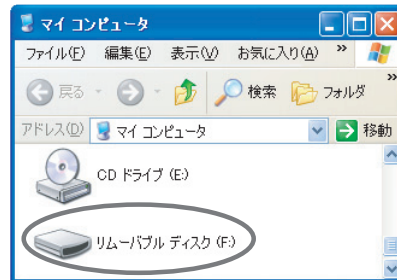 マイ コンピュータ
ファイル(F) 編集(E) 表示(V) お気に入り(A) »
戻る 検索 フォルダ »
アドレス(D) マイ コンピュータ 移動
CD ドライブ (E:)
リムーバブル ディスク (F:)